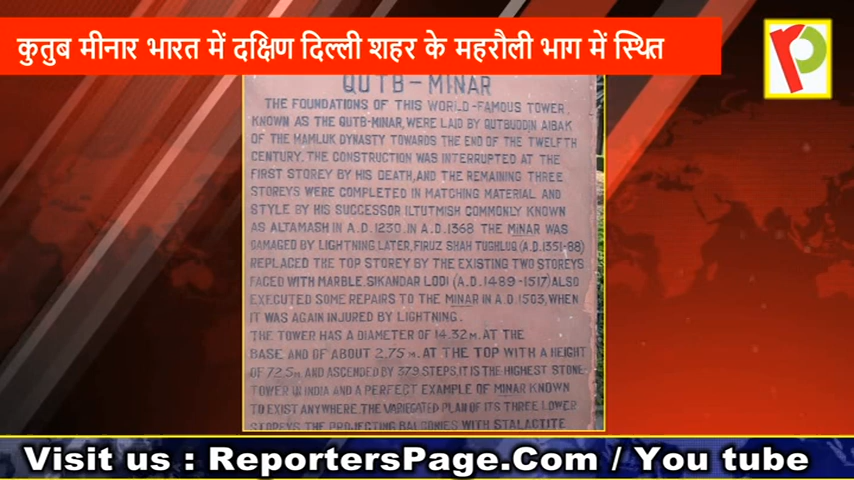 कुतुब मीनार भारत में दक्षिण दिल्ली शहर के महरौली भाग में स्थित
QUTB-MINAR
THE FOUNDATIONS OF THIS WORLD-FAMOUS TOWER,
KNOWN AS THE QUTB-MINAR, WERE LAID BY QUTBUDDIN AIBAK
OF THE MAMLUK DYNASTY TOWARDS THE END OF THE TWELFTH
CENTURY. THE CONSTRUCTION WAS INTERRUPTED AT THE
FIRST STOREY BY HIS DEATH, AND THE REMAINING THREE
STOREYS WERE COMPLETED IN MATCHING MATERIAL AND
STYLE BY HIS SUCCESSOR ILTUTMISH COMMONLY KNOWN
AS ALTAMASH IN A.D. 1230. IN A.D. 1368 THE MINAR WAS
DAMAGED BY LIGHTNING LATER, FIRUZ SHAH TUGHLUQ (A.D. 1351-88)
REPLACED THE TOP STOREY BY THE EXISTING TWO STOREYS
FACED WITH MARBLE. SIKANDAR LODI (A.D. 1489-1517) ALSO
EXECUTED SOME REPAIRS TO THE MINAR IN A.D. 1503, WHEN
IT WAS AGAIN INJURED BY LIGHTNING.
THE TOWER HAS A DIAMETER OF 14.32 M. AT THE
BASE AND OF ABOUT 2.75 M. AT THE TOP WITH A HEIGHT
OF 72.5 M. AND ASCENDED BY 379 STEPS, IT IS THE HIGHEST STONE
TOWER IN INDIA AND A PERFECT EXAMPLE OF MINAR KNOWN
TO EXIST ANYWHERE. THE VARIEGATED PLAN OF ITS THREE LOWER
STOREYS THE PROJECTING BALCONIES WITH STALACTITE
Visit us : ReportersPage.Com / You tube